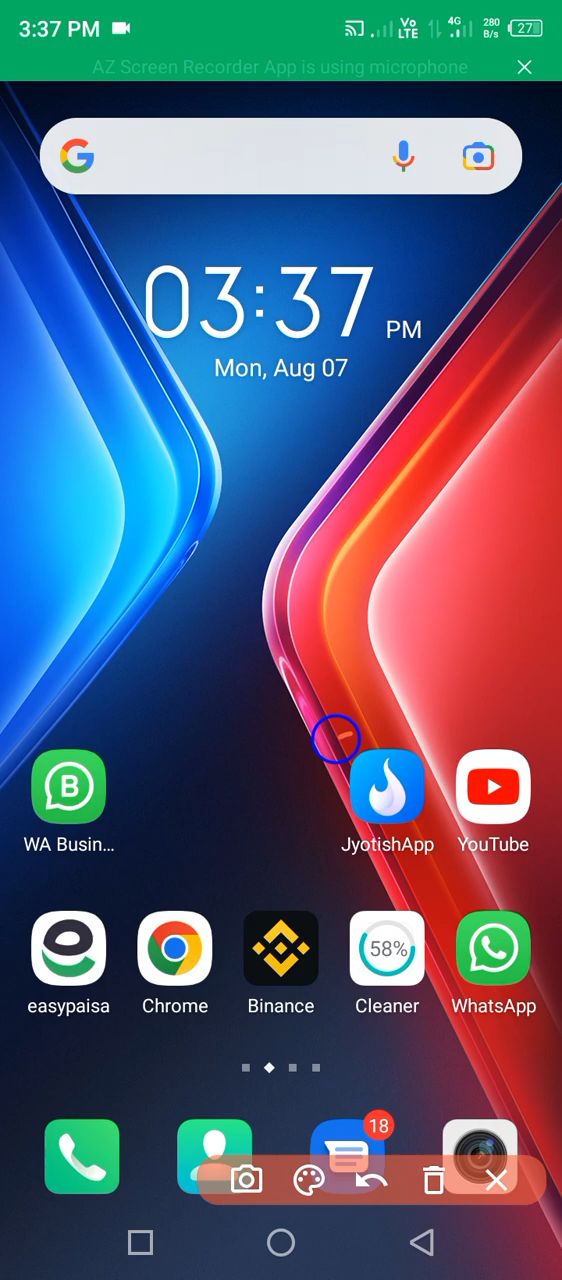 3:37 PM
Vo LTE 4G 280 B/s 27
AZ Screen Recorder App is using microphone
03:37 PM
Mon, Aug 07
WA Busin... JyotishApp YouTube
58%
easypaisa Chrome Binance Cleaner WhatsApp
18